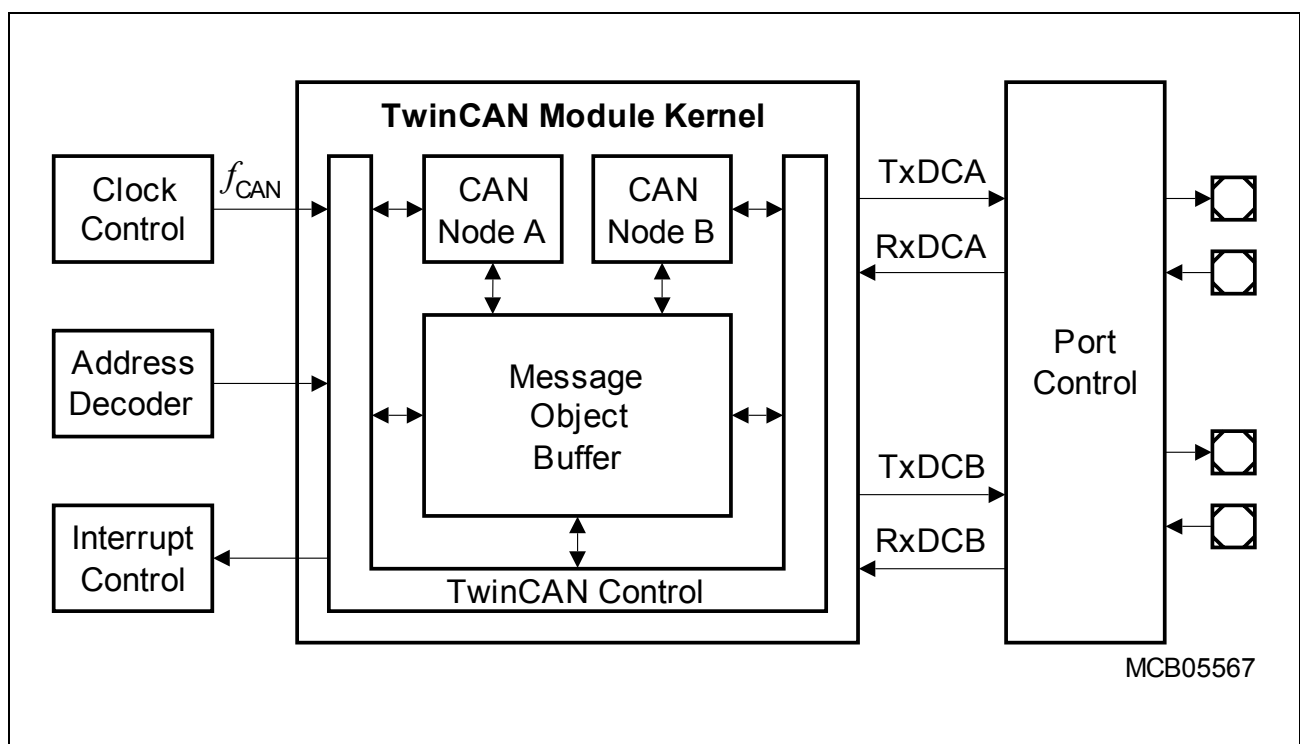 TwinCAN Module Kernel
Clock
Control
fCAN
CAN
Node A
CAN
Node B
TxDCA
RxDCA
Address
Decoder
Message
Object
Buffer
Port
Control
TxDCB
RxDCB
Interrupt
Control
TwinCAN Control
MCB05567